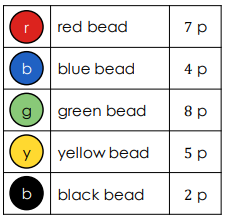 r red bead 7 p
b blue bead 4 p
g green bead 8 p
y yellow bead 5 p
b black bead 2 p